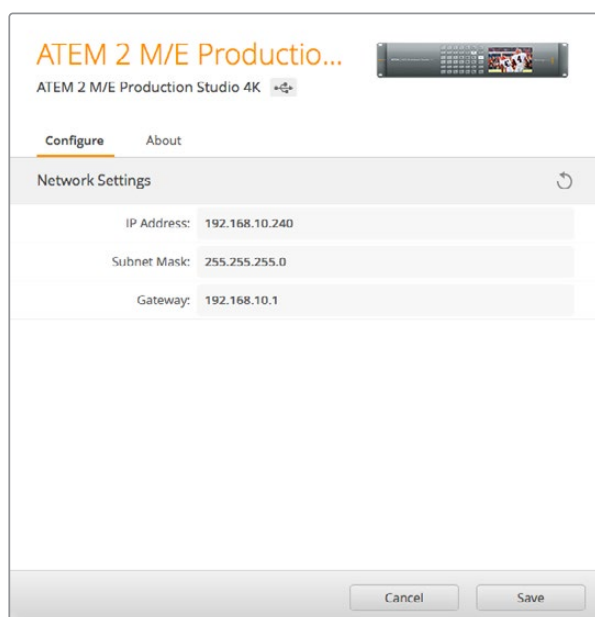 ATEM 2 M/E Productio...
ATEM 2 M/E Production Studio 4K
Configure About
Network Settings
IP Address: 192.168.10.240
Subnet Mask: 255.255.255.0
Gateway: 192.168.10.1
Cancel Save